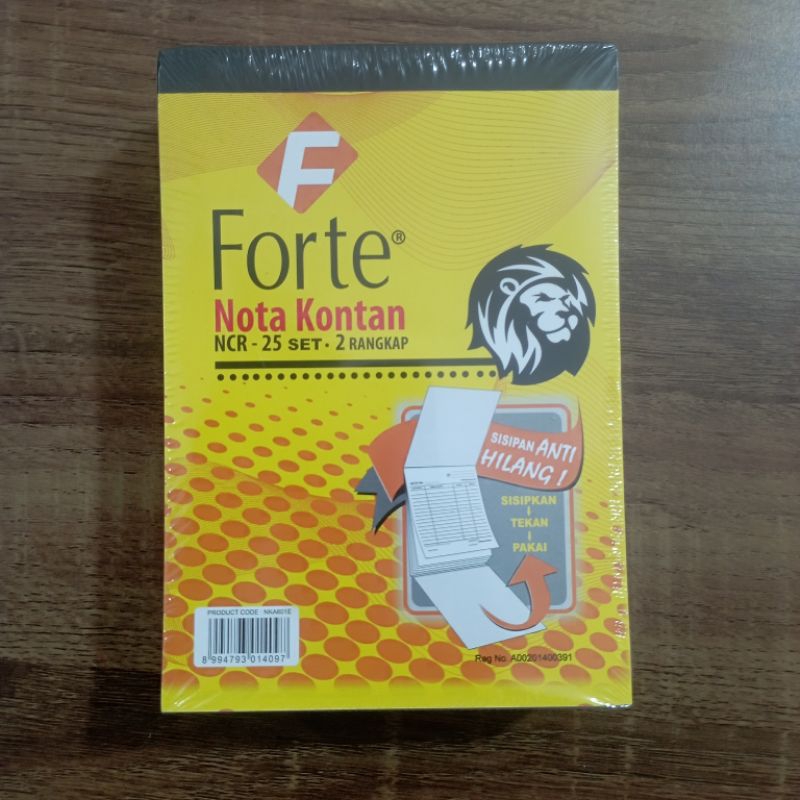 F
Forte®
Nota Kontan
NCR - 25 SET · 2 RANGKAP
SISIPAN ANTI
HILANG!
SISIPKAN
TEKAN
PAKAI
PRODUCT CODE : NKA601E
8 994793 014097
Reg No. A00201400391